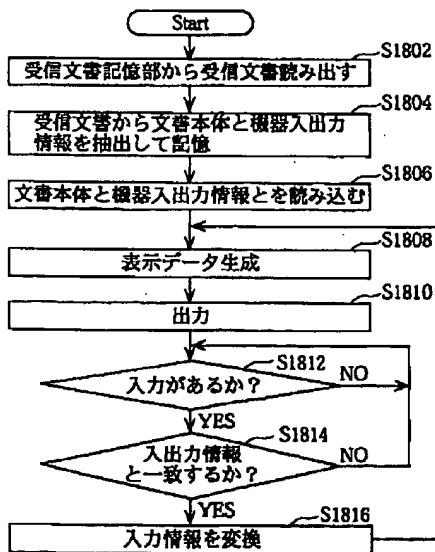 Start
S1802
受信文書記憶部から受信文書読み出す
S1804
受信文書から文書本体と機器入出力
情報を抽出して記憶
S1806
文書本体と機器入出力情報とを読み込む
S1808
表示データ生成
S1810
出力
S1812
入力があるか？
NO
YES
S1814
入出力情報
と一致するか？
NO
YES
S1816
入力情報を変換